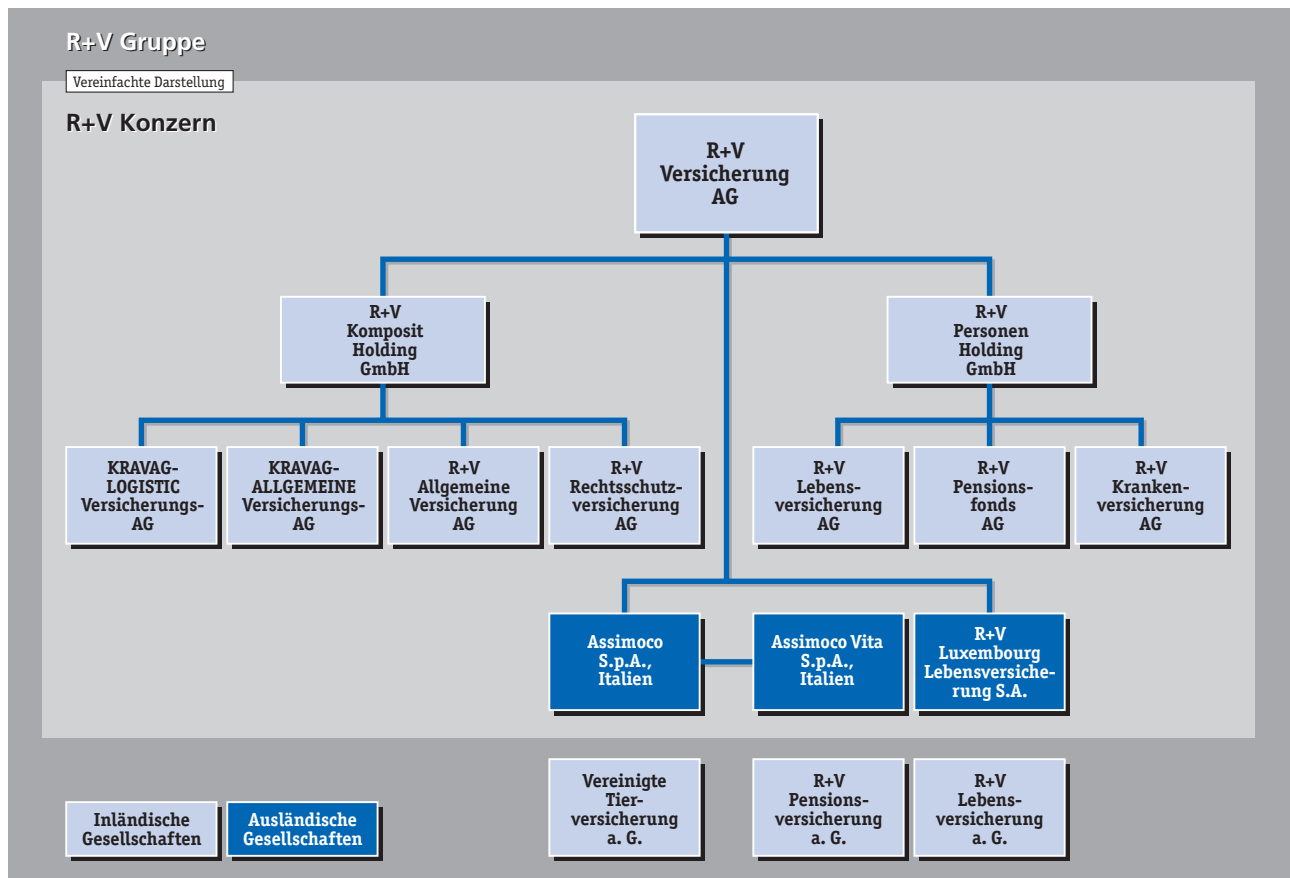 R+V Gruppe
Vereinfachte Darstellung
R+V Konzern
R+V
Versicherung
AG
R+V
Komposit
Holding
GmbH
R+V
Personen
Holding
GmbH
KRAVAG-
LOGISTIC
Versicherungs-
AG
KRAVAG-
ALLGEMEINE
Versicherungs-
AG
R+V
Allgemeine
Versicherung
AG
R+V
Rechtsschutz-
versicherung
AG
R+V
Lebens-
versicherung
AG
R+V
Pensions-
fonds
AG
R+V
Kranken-
versicherung
AG
Assimoco
S.p.A.,
Italien
Assimoco Vita
S.p.A.,
Italien
R+V
Luxembourg
Lebensversiche-
rung S.A.
Inländische
Gesellschaften
Ausländische
Gesellschaften
Vereinigte
Tier-
versicherung
a. G.
R+V
Pensions-
versicherung
a. G.
R+V
Lebens-
versicherung
a. G.